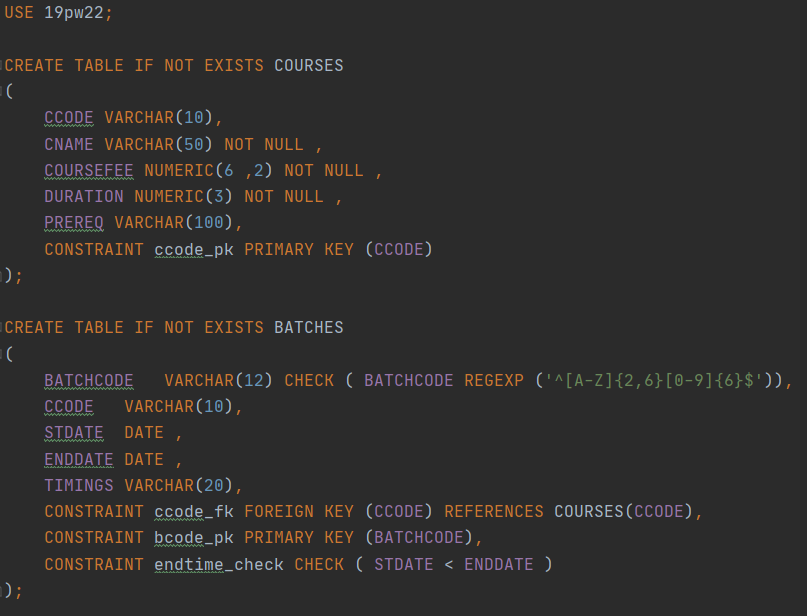 USE 19pw22;
CREATE TABLE IF NOT EXISTS COURSES
(
CCODE VARCHAR(10),
CNAME VARCHAR(50) NOT NULL ,
COURSEFEE NUMERIC(6 ,2) NOT NULL ,
DURATION NUMERIC(3) NOT NULL ,
PREREQ VARCHAR(100),
CONSTRAINT ccode_pk PRIMARY KEY (CCODE)
);
CREATE TABLE IF NOT EXISTS BATCHES
(
BATCHCODE   VARCHAR(12) CHECK ( BATCHCODE REGEXP ('^[A-Z]{2,6}[0-9]{6}$')),
CCODE   VARCHAR(10),
STDATE  DATE ,
ENDDATE DATE ,
TIMINGS VARCHAR(20),
CONSTRAINT ccode_fk FOREIGN KEY (CCODE) REFERENCES COURSES(CCODE),
CONSTRAINT bcode_pk PRIMARY KEY (BATCHCODE),
CONSTRAINT endtime_check CHECK ( STDATE < ENDDATE )
);